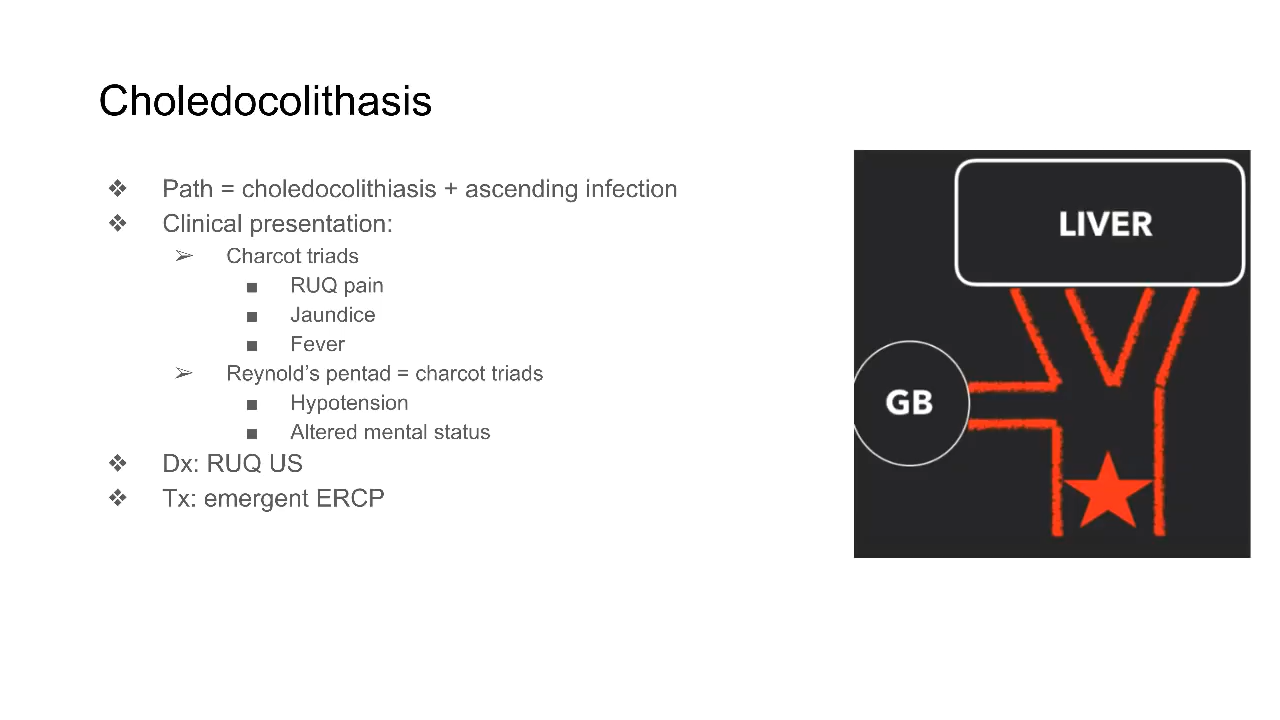 Choledocolithasis
❖ Path = choledocolithiasis + ascending infection
❖ Clinical presentation:
➢ Charcot triads
■ RUQ pain
■ Jaundice
■ Fever
➢ Reynold’s pentad = charcot triads
■ Hypotension
■ Altered mental status
❖ Dx: RUQ US
❖ Tx: emergent ERCP
LIVER
GB